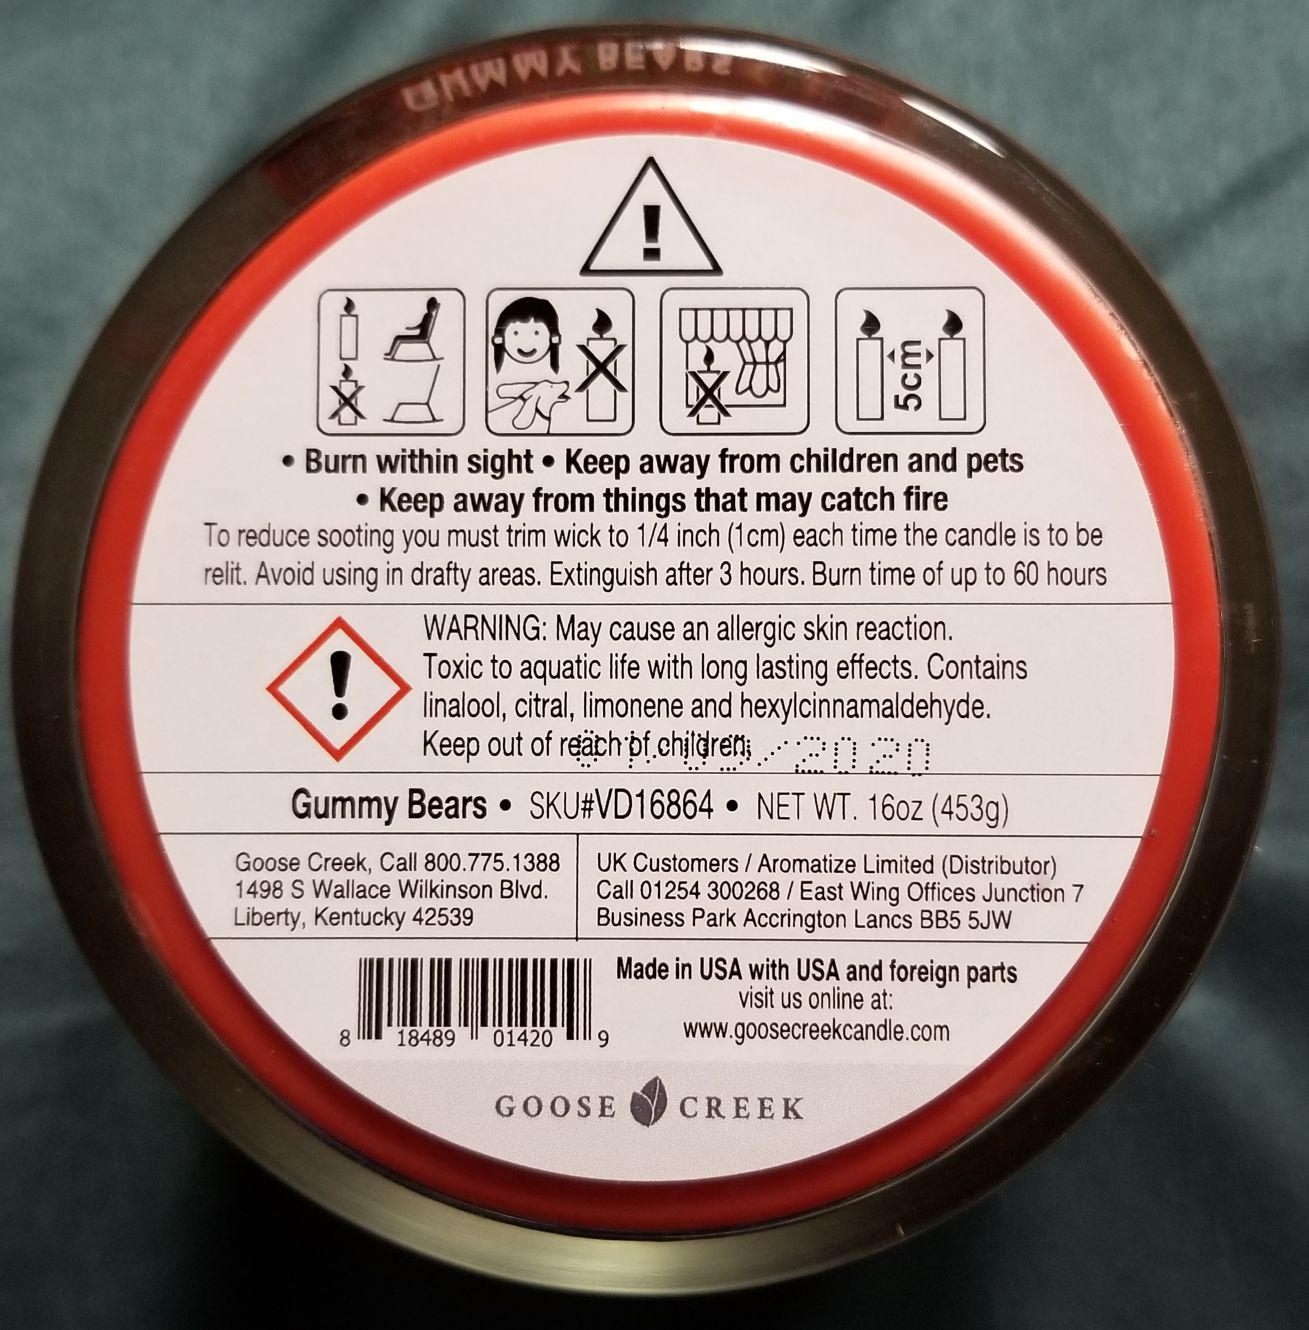 GUMMY BEARS
!
5cm
• Burn within sight • Keep away from children and pets
• Keep away from things that may catch fire
To reduce sooting you must trim wick to 1/4 inch (1cm) each time the candle is to be
relit. Avoid using in drafty areas. Extinguish after 3 hours. Burn time of up to 60 hours
!
WARNING: May cause an allergic skin reaction.
Toxic to aquatic life with long lasting effects. Contains
linalool, citral, limonene and hexylcinnamaldehyde.
Keep out of reach of children.
2020
Gummy Bears • SKU#VD16864 • NET WT. 16oz (453g)
Goose Creek, Call 800.775.1388
1498 S Wallace Wilkinson Blvd.
Liberty, Kentucky 42539
UK Customers / Aromatize Limited (Distributor)
Call 01254 300268 / East Wing Offices Junction 7
Business Park Accrington Lancs BB5 5JW
8 18489 01420 9
Made in USA with USA and foreign parts
visit us online at:
www.goosecreekcandle.com
GOOSE CREEK